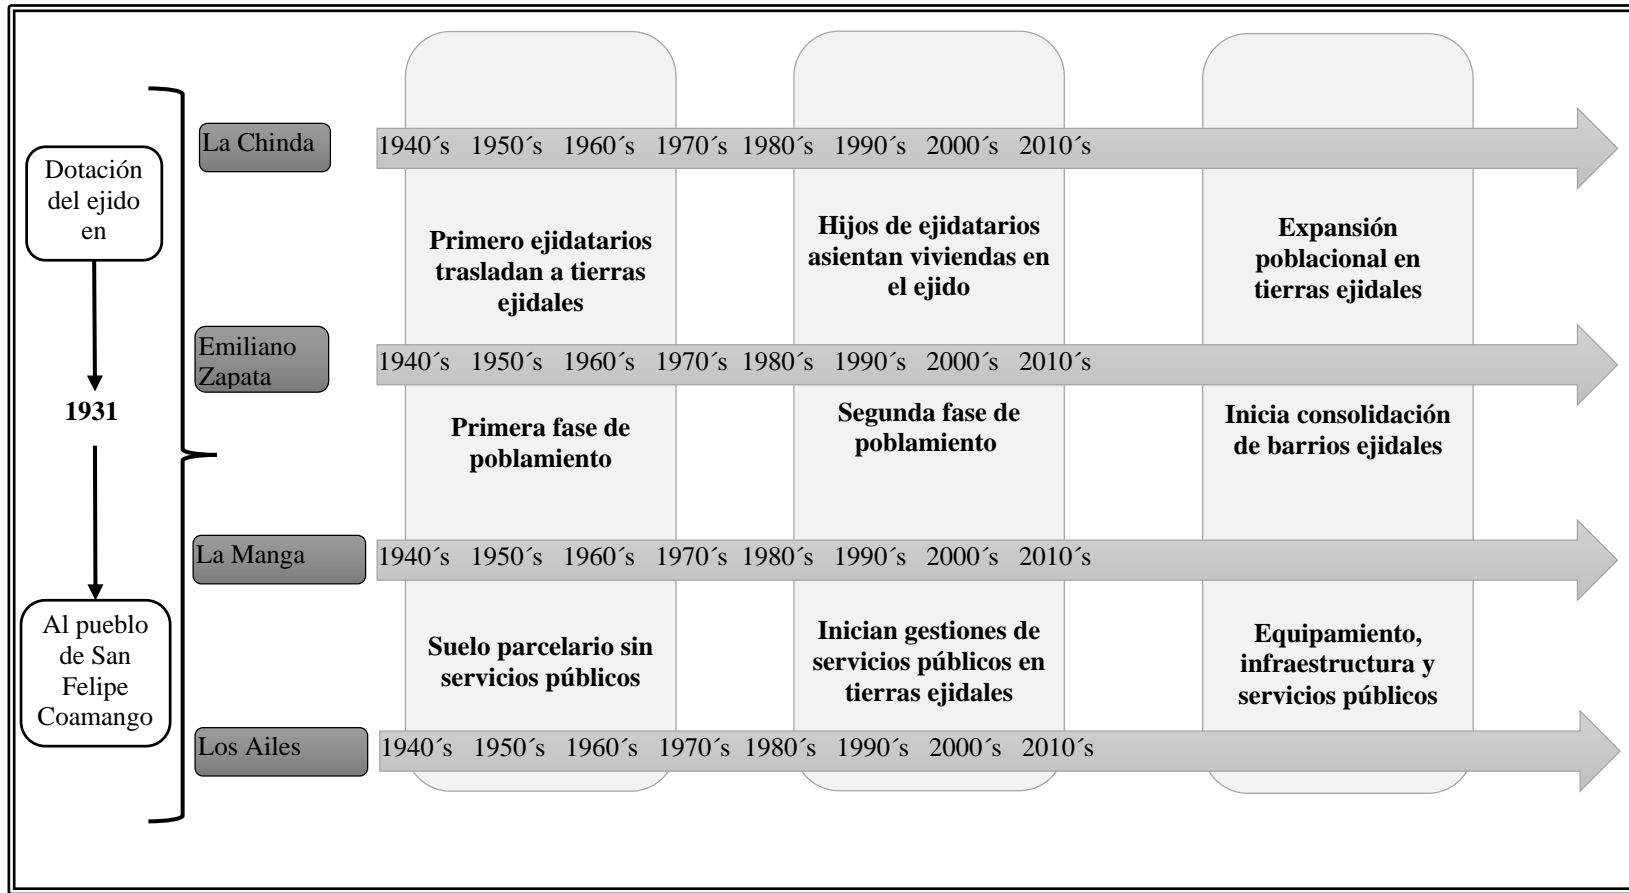 Dotación
del ejido
en
1931
Al pueblo
de San
Felipe
Coamango
La Chinda
1940´s 1950´s 1960´s 1970´s 1980´s 1990´s 2000´s 2010´s
Primero ejidatarios
trasladan a tierras
ejidales
Hijos de ejidatarios
asientan viviendas en
el ejido
Expansión
poblacional en
tierras ejidales
Emiliano
Zapata
1940´s 1950´s 1960´s 1970´s 1980´s 1990´s 2000´s 2010´s
Primera fase de
poblamiento
Segunda fase de
poblamiento
Inicia consolidación
de barrios ejidales
La Manga
1940´s 1950´s 1960´s 1970´s 1980´s 1990´s 2000´s 2010´s
Suelo parcelario sin
servicios públicos
Inician gestiones de
servicios públicos en
tierras ejidales
Equipamiento,
infraestructura y
servicios públicos
Los Ailes
1940´s 1950´s 1960´s 1970´s 1980´s 1990´s 2000´s 2010´s